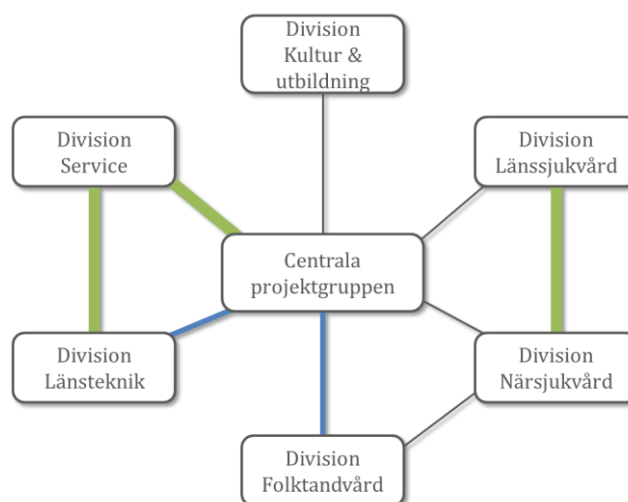 Division
Kultur &
utbildning
Division
Service
Division
Länssjukvård
Centrala
projektgruppen
Division
Länsteknik
Division
Närsjukvård
Division
Folktandvård